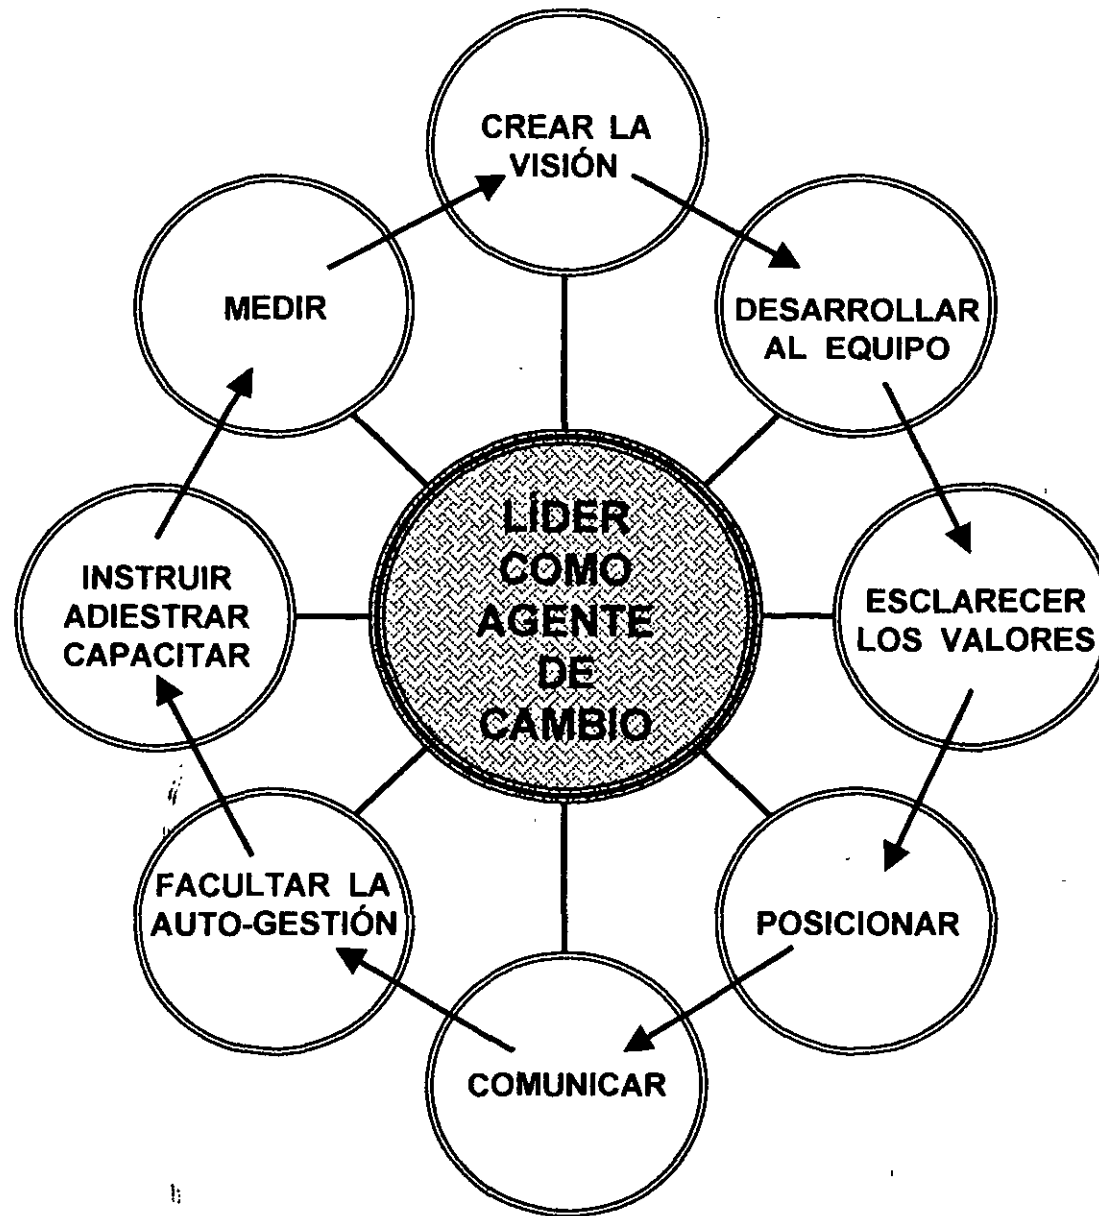 CREAR LA
VISIÓN
DESARROLLAR
AL EQUIPO
ESCLARECER
LOS VALORES
POSICIONAR
COMUNICAR
FACULTAR LA
AUTO-GESTIÓN
INSTRUIR
ADIESTRAR
CAPACITAR
MEDIR
LÍDER
COMO
AGENTE
DE
CAMBIO